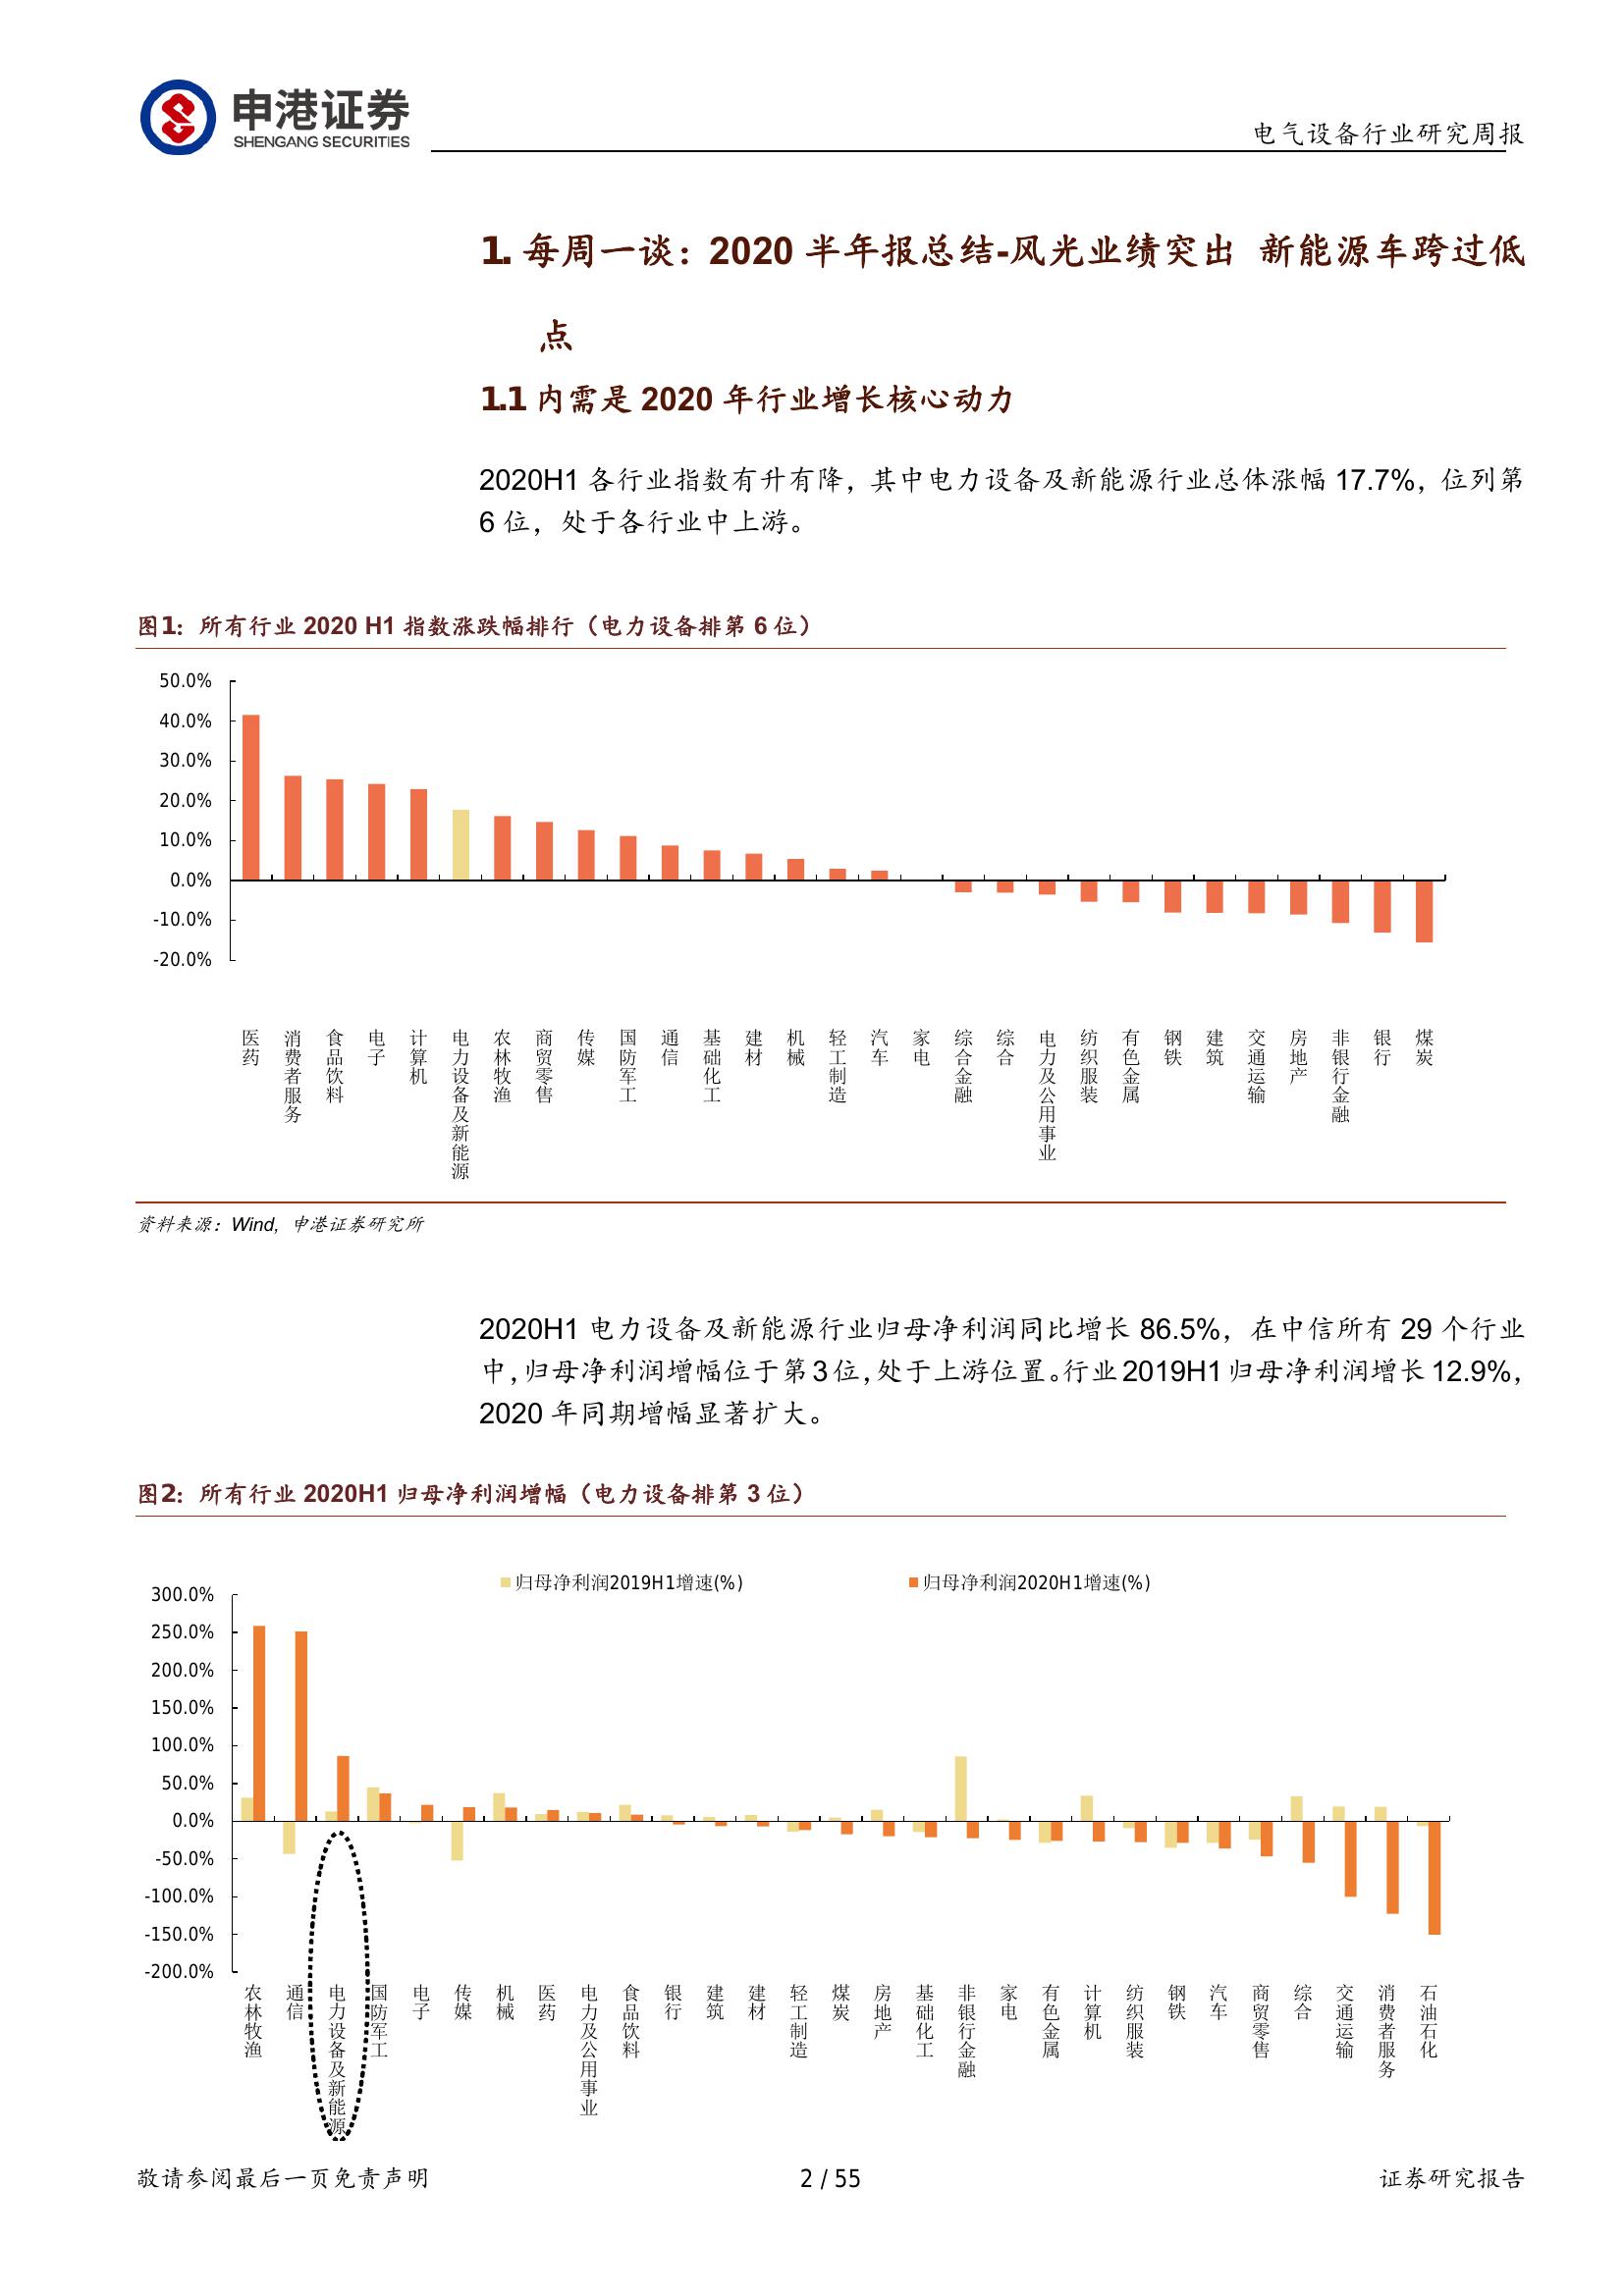 申港证券
SHENGANG SECURITIES
电气设备行业研究周报
1. 每周一谈：2020 半年报总结-风光业绩突出 新能源车跨过低
点
1.1 内需是 2020 年行业增长核心动力
2020H1 各行业指数有升有降，其中电力设备及新能源行业总体涨幅 17.7%，位列第
6 位，处于各行业中上游。
图1：所有行业 2020 H1 指数涨跌幅排行（电力设备排第 6 位）
50.0%
40.0%
30.0%
20.0%
10.0%
0.0%
-10.0%
-20.0%
医药
消费者服务
食品饮料
电子
计算机
电力设备及新能源
农林牧渔
商贸零售
传媒
国防军工
通信
基础化工
建材
机械
轻工制造
汽车
家电
综合金融
综合
电力及公用事业
纺织服装
有色金属
钢铁
建筑
交通运输
房地产
非银行金融
银行
煤炭
资料来源：Wind，申港证券研究所
2020H1 电力设备及新能源行业归母净利润同比增长 86.5%，在中信所有 29 个行业
中，归母净利润增幅位于第 3 位，处于上游位置。行业 2019H1 归母净利润增长 12.9%，
2020 年同期增幅显著扩大。
图2：所有行业 2020H1 归母净利润增幅（电力设备排第 3 位）
归母净利润2019H1增速(%)
归母净利润2020H1增速(%)
300.0%
250.0%
200.0%
150.0%
100.0%
50.0%
0.0%
-50.0%
-100.0%
-150.0%
-200.0%
农林牧渔
通信
电力设备及新能源
国防军工
电子
传媒
机械
医药
电力及公用事业
食品饮料
银行
建筑
建材
轻工制造
煤炭
房地产
基础化工
非银行金融
家电
有色金属
计算机
纺织服装
钢铁
汽车
商贸零售
综合
交通运输
消费者服务
石油石化
敬请参阅最后一页免责声明
2 / 55
证券研究报告